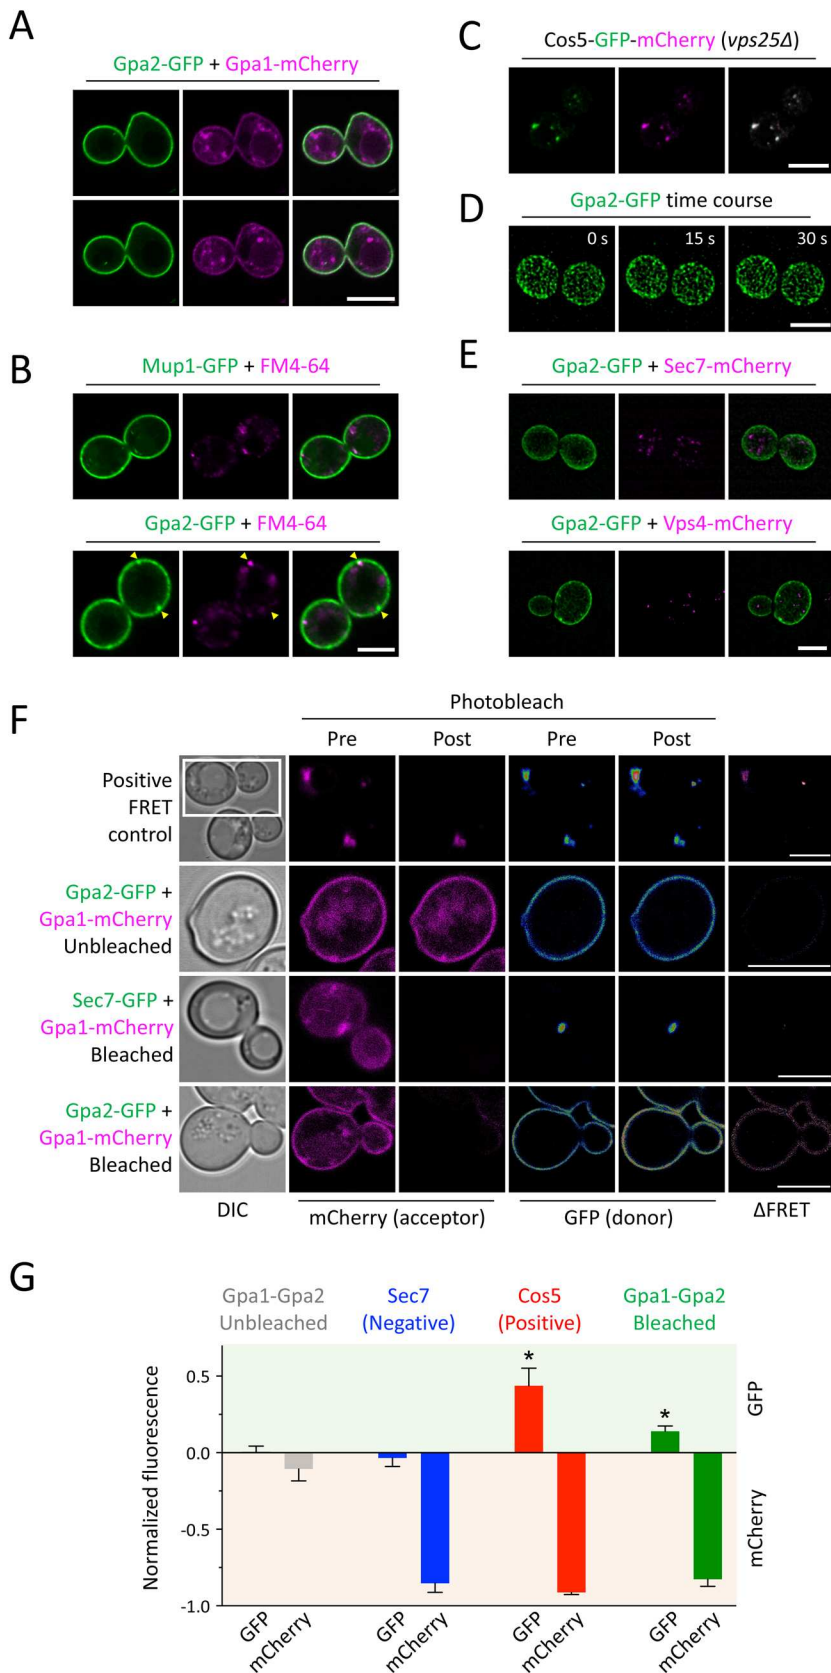 A
Gpa2-GFP + Gpa1-mCherry
B
Mup1-GFP + FM4-64
Gpa2-GFP + FM4-64
C
Cos5-GFP-mCherry (vps25Δ)
D
Gpa2-GFP time course
0 s
15 s
30 s
E
Gpa2-GFP + Sec7-mCherry
Gpa2-GFP + Vps4-mCherry
F
Photobleach
Pre
Post
Pre
Post
Positive
FRET
control
Gpa2-GFP +
Gpa1-mCherry
Unbleached
Sec7-GFP +
Gpa1-mCherry
Bleached
Gpa2-GFP +
Gpa1-mCherry
Bleached
DIC
mCherry (acceptor)
GFP (donor)
ΔFRET
G
Gpa1-Gpa2
Unbleached
Sec7
(Negative)
Cos5
(Positive)
Gpa1-Gpa2
Bleached
Normalized fluorescence
0.5
0.0
-0.5
-1.0
*
*
GFP
mCherry
GFP
mCherry
GFP
mCherry
GFP
mCherry
GFP
mCherry